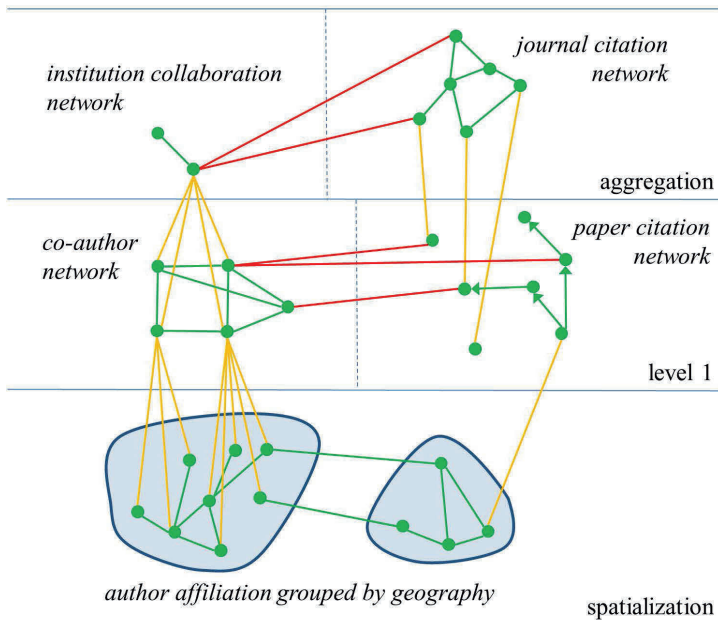 institution collaboration
network
journal citation
network
aggregation
co-author
network
paper citation
network
level 1
author affiliation grouped by geography
spatialization